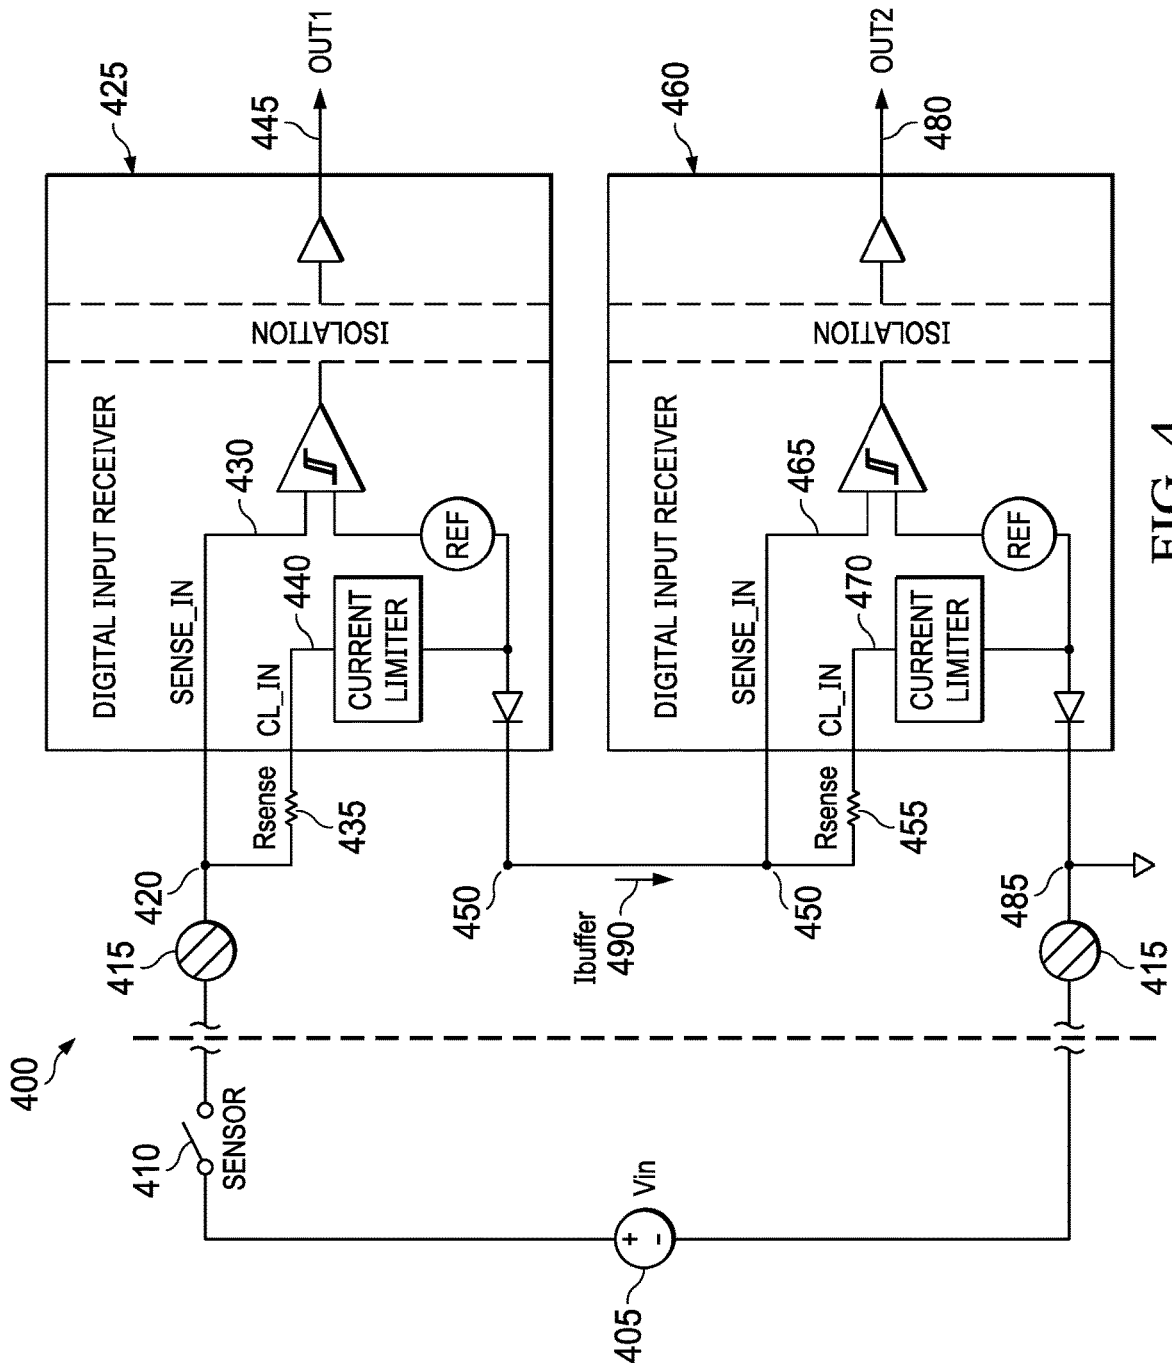 400
410
SENSOR
405
Vin
+
-
415
420
Rsense
435
425
DIGITAL INPUT RECEIVER
SENSE_IN
430
CL_IN
440
CURRENT
LIMITER
REF
ISOLATION
445
OUT1
450
Ibuffer
490
450
Rsense
455
460
DIGITAL INPUT RECEIVER
SENSE_IN
465
CL_IN
470
CURRENT
LIMITER
REF
ISOLATION
480
OUT2
485
415
FIG. 4